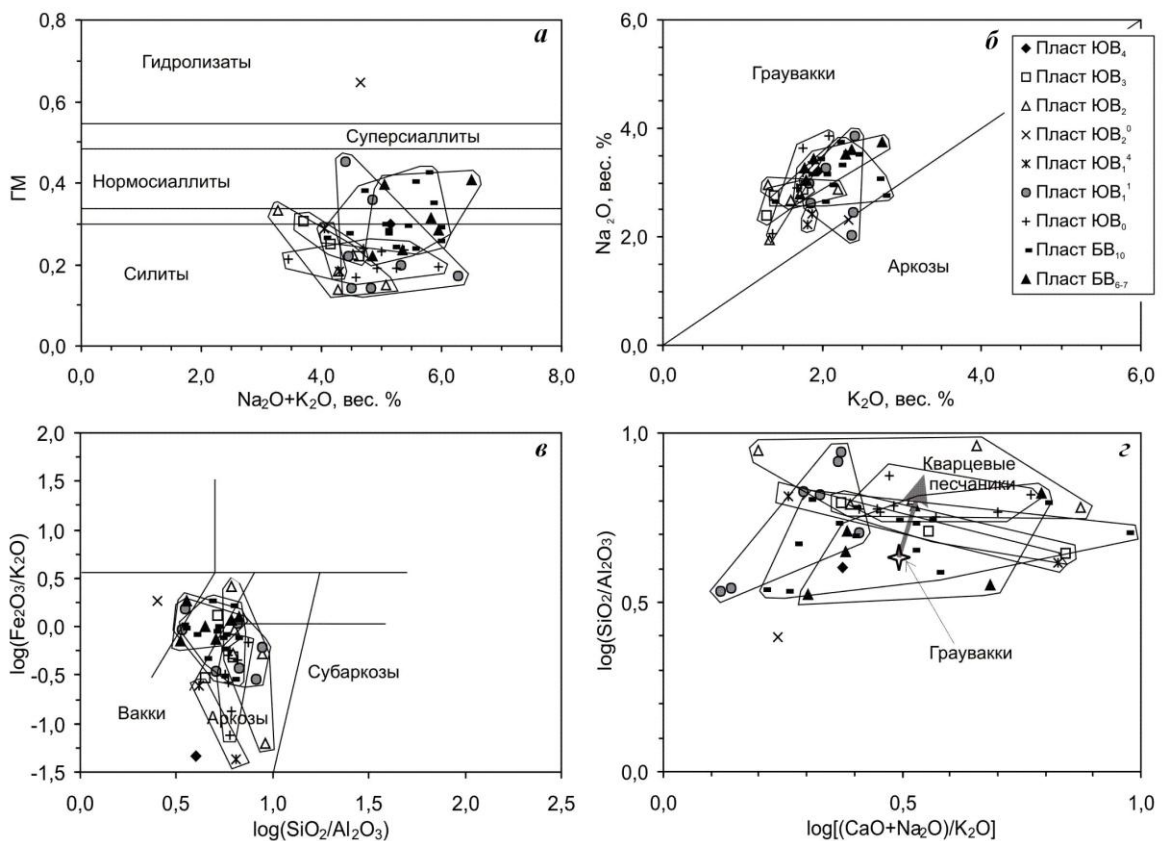 а
0,8
0,6
0,4
0,2
0,0
ГМ
Гидролизаты
Суперсиаллиты
Нормосиаллиты
Силиты
0,0 2,0 4,0 6,0 8,0
Na₂O+K₂O, вес. %
б
6,0
4,0
2,0
0,0
Na₂O, вес. %
Граувакки
Аркозы
0,0 2,0 4,0 6,0
K₂O, вес. %
Пласт ЮВ₄
Пласт ЮВ₃
Пласт ЮВ₂
Пласт ЮВ₂⁰
Пласт ЮВ₁⁴
Пласт ЮВ₁¹
Пласт ЮВ₀
Пласт БВ₁₀
Пласт БВ₆₋₇
в
2,0
1,5
1,0
0,5
0,0
-0,5
-1,0
-1,5
log(Fe₂O₃/K₂O)
Субаркозы
Вакки
Аркозы
0,0 0,5 1,0 1,5 2,0 2,5
log(SiO₂/Al₂O₃)
г
1,0
0,5
0,0
log(SiO₂/Al₂O₃)
Кварцевые
песчаники
Граувакки
0,0 0,5 1,0
log[(CaO+Na₂O)/K₂O]